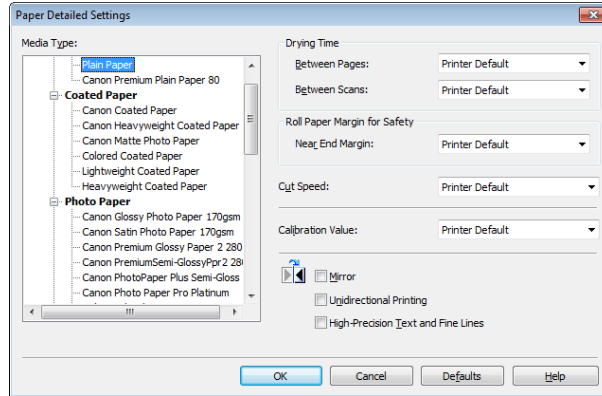 Paper Detailed Settings
Media Type:
Plain Paper
Canon Premium Plain Paper 80
Coated Paper
Canon Coated Paper
Canon Heavyweight Coated Paper
Canon Matte Photo Paper
Colored Coated Paper
Lightweight Coated Paper
Heavyweight Coated Paper
Photo Paper
Canon Glossy Photo Paper 170gsm
Canon Satin Photo Paper 170gsm
Canon Premium Glossy Paper 2 280
Canon PremiumSemi-GlossyPpr2 28
Canon PhotoPaper Plus Semi-Gloss
Canon Photo Paper Pro Platinum
Drying Time
Between Pages: Printer Default
Between Scans: Printer Default
Roll Paper Margin for Safety
Near End Margin: Printer Default
Cut Speed: Printer Default
Calibration Value: Printer Default
Mirror
Unidirectional Printing
High-Precision Text and Fine Lines
OK Cancel Defaults Help